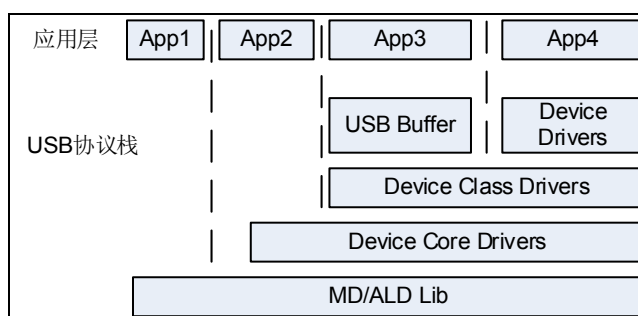 应用层 App1 App2 App3 App4
USB协议栈
USB Buffer
Device
Drivers
Device Class Drivers
Device Core Drivers
MD/ALD Lib